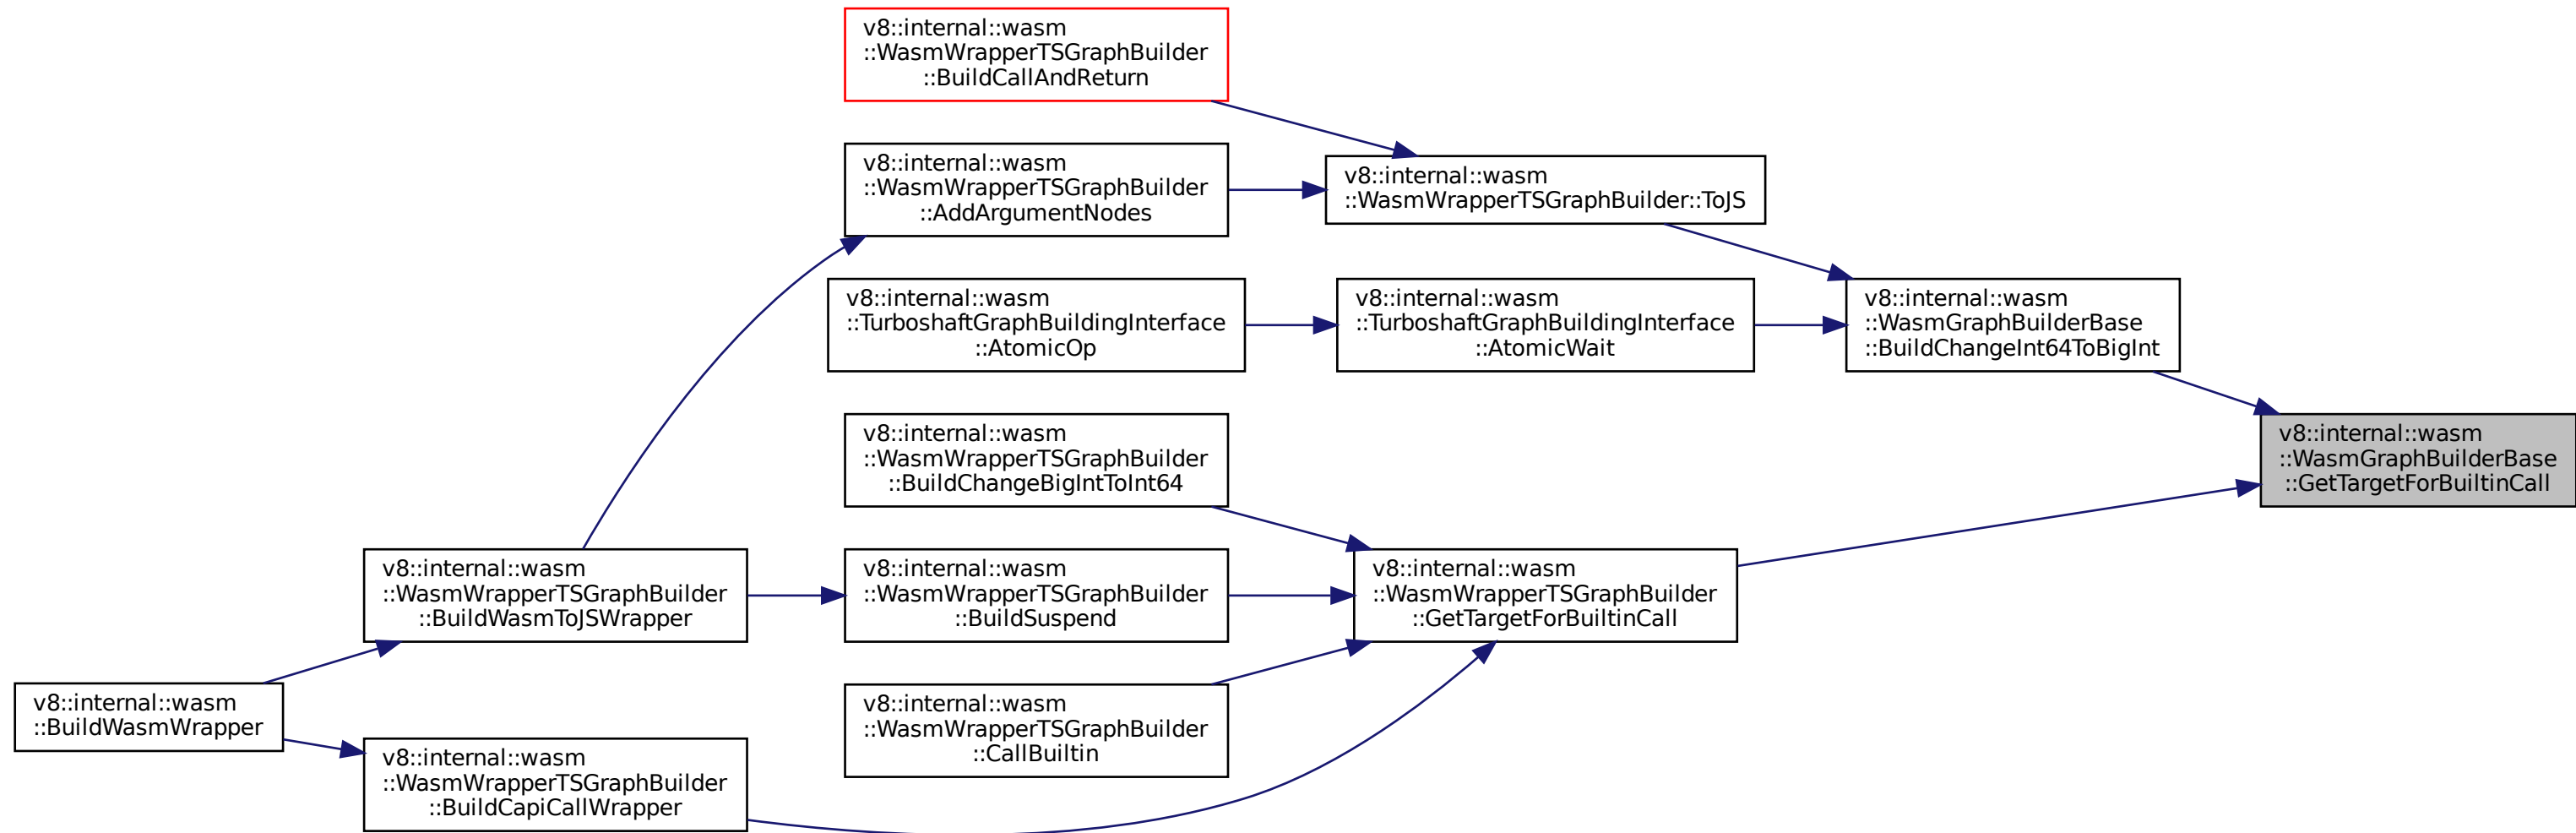 v8::internal::wasm
::WasmWrapperTSGraphBuilder
::BuildCallAndReturn
v8::internal::wasm
::WasmWrapperTSGraphBuilder
::AddArgumentNodes
v8::internal::wasm
::WasmWrapperTSGraphBuilder::ToJS
v8::internal::wasm
::TurboshaftGraphBuildingInterface
::AtomicOp
v8::internal::wasm
::TurboshaftGraphBuildingInterface
::AtomicWait
v8::internal::wasm
::WasmGraphBuilderBase
::BuildChangeInt64ToBigInt
v8::internal::wasm
::WasmWrapperTSGraphBuilder
::BuildChangeBigIntToInt64
v8::internal::wasm
::WasmGraphBuilderBase
::GetTargetForBuiltinCall
v8::internal::wasm
::WasmWrapperTSGraphBuilder
::BuildWasmToJSWrapper
v8::internal::wasm
::WasmWrapperTSGraphBuilder
::BuildSuspend
v8::internal::wasm
::WasmWrapperTSGraphBuilder
::GetTargetForBuiltinCall
v8::internal::wasm
::BuildWasmWrapper
v8::internal::wasm
::WasmWrapperTSGraphBuilder
::CallBuiltin
v8::internal::wasm
::WasmWrapperTSGraphBuilder
::BuildCapiCallWrapper